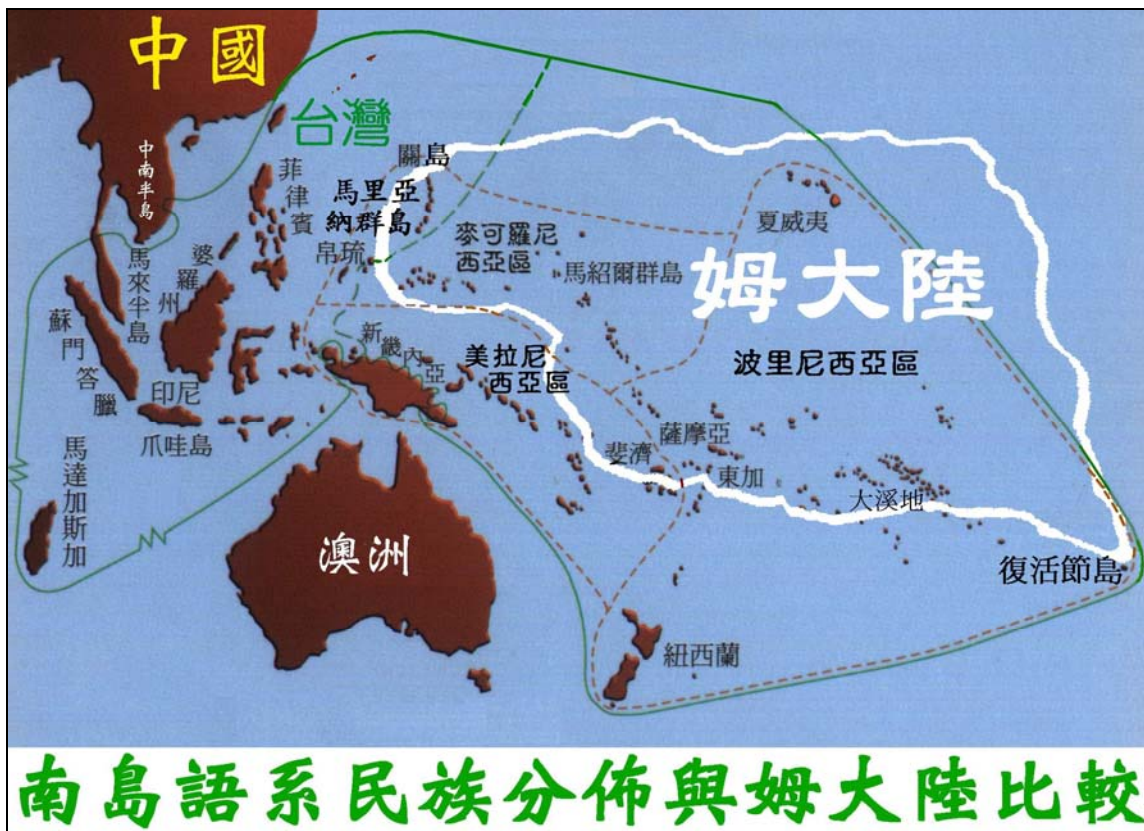 中國
台灣
中南半島
關島
菲律賓
馬里亞
納群島
夏威夷
麥可羅尼
西亞區
帛琉
馬紹爾群島
姆大陸
婆羅州
馬來半島
蘇門答臘
新畿內亞
美拉尼
西亞區
波里尼西亞區
印尼
爪哇島
薩摩亞
斐濟
東加
大溪地
馬達加斯加
澳洲
復活節島
紐西蘭
南島語系民族分佈與姆大陸比較